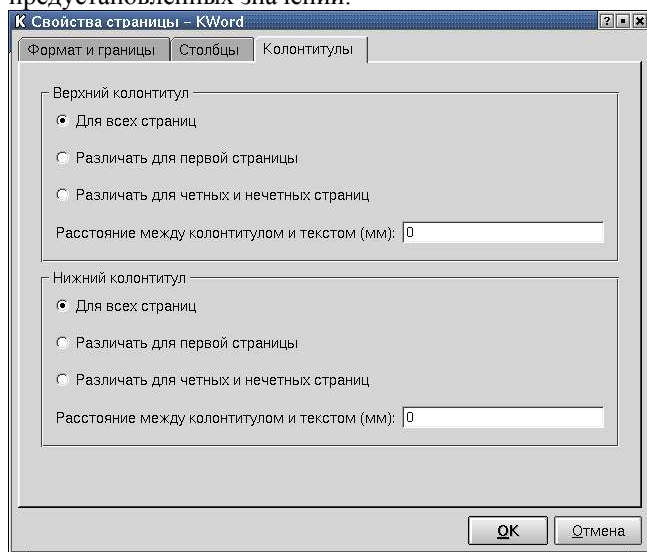 предустановленных значений.
Свойства страницы – KWord
Формат и границы Столбцы Колонтитулы
Верхний колонтитул
Для всех страниц
Различать для первой страницы
Различать для четных и нечетных страниц
Расстояние между колонтитулом и текстом (мм): 0
Нижний колонтитул
Для всех страниц
Различать для первой страницы
Различать для четных и нечетных страниц
Расстояние между колонтитулом и текстом (мм): 0
OK Отмена